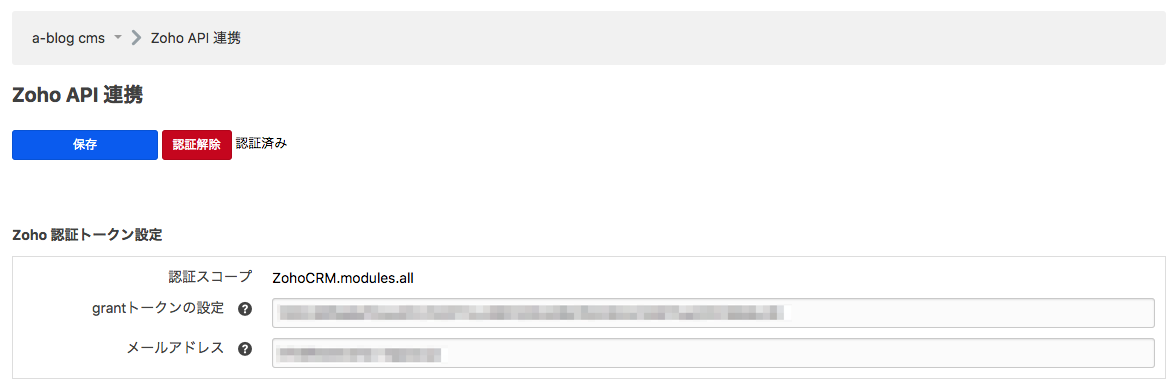 a-blog cms Zoho API 連携
Zoho API 連携
保存 認証解除 認証済み
Zoho 認証トークン設定
認証スコープ ZohoCRM.modules.all
grantトークンの設定 ?
メールアドレス ?